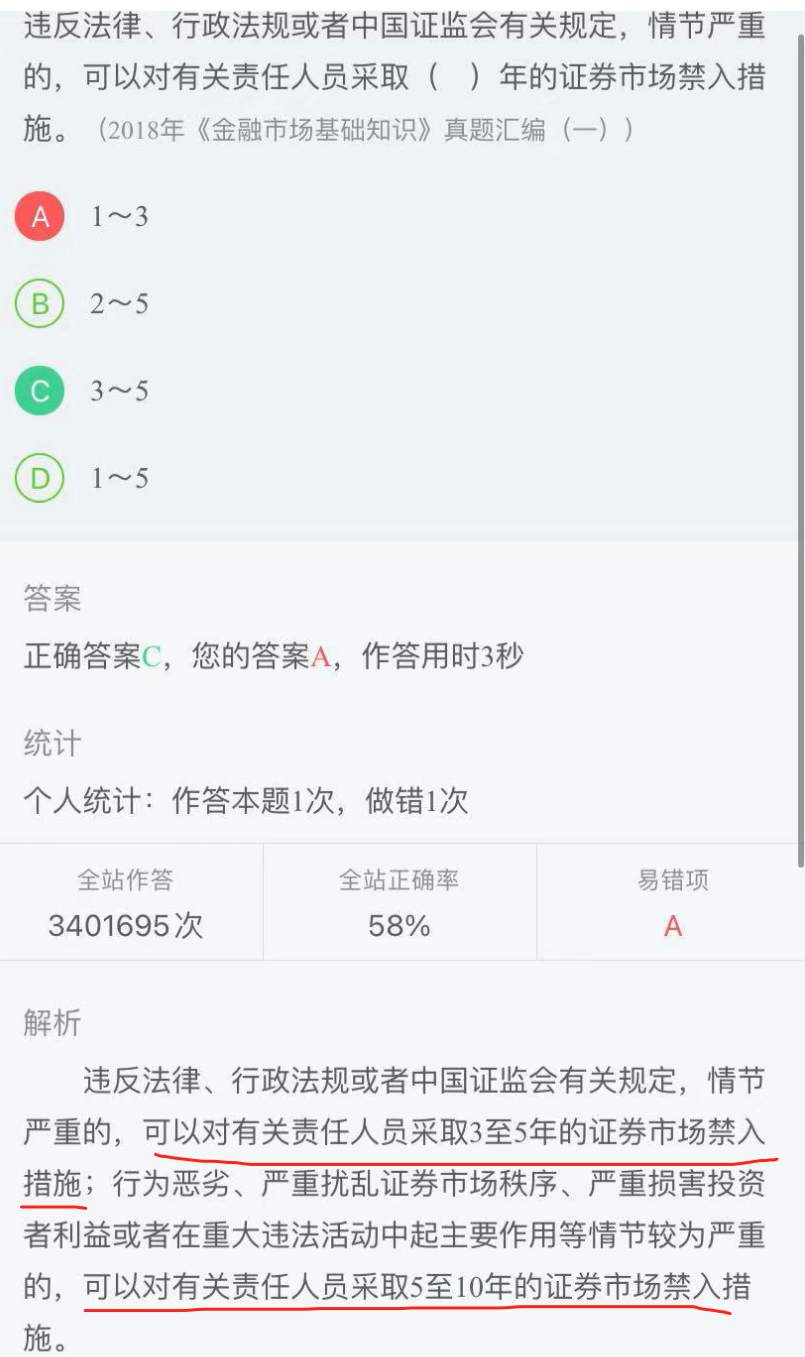 违反法律、行政法规或者中国证监会有关规定，情节严重
的，可以对有关责任人员采取（　）年的证券市场禁入措
施。（2018年《金融市场基础知识》真题汇编（一））
A 1～3
B 2～5
C 3～5
D 1～5
答案
正确答案C，您的答案A，作答用时3秒
统计
个人统计：作答本题1次，做错1次
全站作答 全站正确率 易错项
3401695次 58% A
解析
违反法律、行政法规或者中国证监会有关规定，情节
严重的，可以对有关责任人员采取3至5年的证券市场禁入
措施；行为恶劣、严重扰乱证券市场秩序、严重损害投资
者利益或者在重大违法活动中起主要作用等情节较为严重
的，可以对有关责任人员采取5至10年的证券市场禁入措
施。